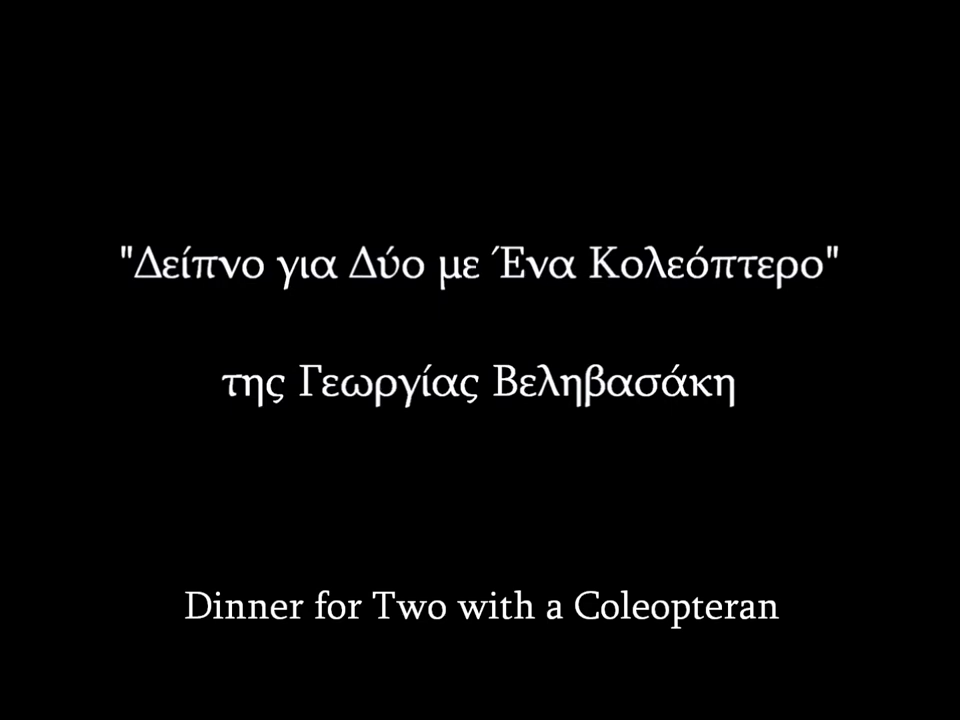 "Δείπνο για Δύο με Ένα Κολεόπτερο"
της Γεωργίας Βεληβασάκη
Dinner for Two with a Coleopteran